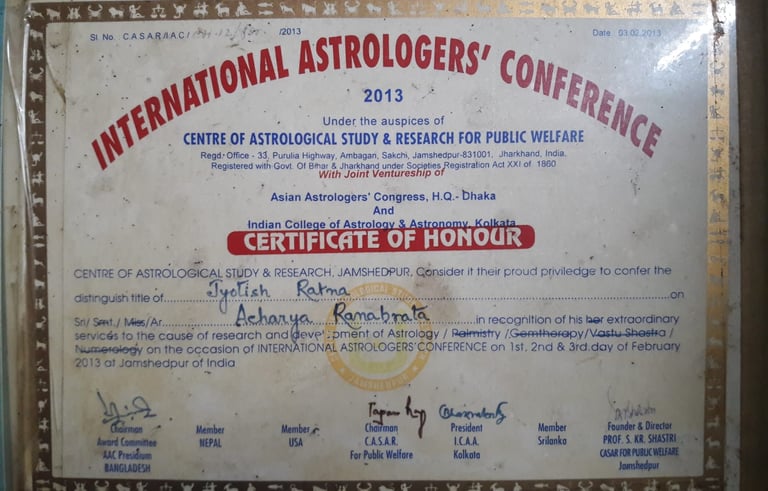 Sl. No. C.A.S.A.R/I.A.C/ /2013
Date 03.02.2013
INTERNATIONAL ASTROLOGERS' CONFERENCE
2013
Under the auspices of
CENTRE OF ASTROLOGICAL STUDY & RESEARCH FOR PUBLIC WELFARE
Regd. Office - 33, Purulia Highway, Ambagan, Sakchi, Jamshedpur-831001, Jharkhand, India.
Registered with Govt. Of Bihar & Jharkhand under Societies Registration Act XXI of 1860
With Joint Ventureship of
Asian Astrologers' Congress, H.Q.- Dhaka
And
Indian College of Astrology & Astronomy, Kolkata
CERTIFICATE OF HONOUR
CENTRE OF ASTROLOGICAL STUDY & RESEARCH, JAMSHEDPUR, Consider it their proud priviledge to confer the
distinguish title of Jyotish Ratna on
Sri/ Smt./ Miss/Ar. Acharya Ranabrata in recognition of his her extraordinary
services to the cause of research and development of Astrology / Palmistry /Gemtherapy/Vastu Shastra /
Numerology on the occasion of INTERNATIONAL ASTROLOGERS'CONFERENCE on 1st, 2nd & 3rd.day of February
2013 at Jamshedpur of India
JAMSHEDPUR
Chairman
Award Committee
AAC Presidium
BANGLADESH
Member
NEPAL
Member
USA
Chairman
C.A.S.A.R.
For Public Welfare
President
I.C.A.A.
Kolkata
Member
Srilanka
Founder & Director
PROF. S. KR. SHASTRI
CASAR FOR PUBLIC WELFARE
Jamshedpur